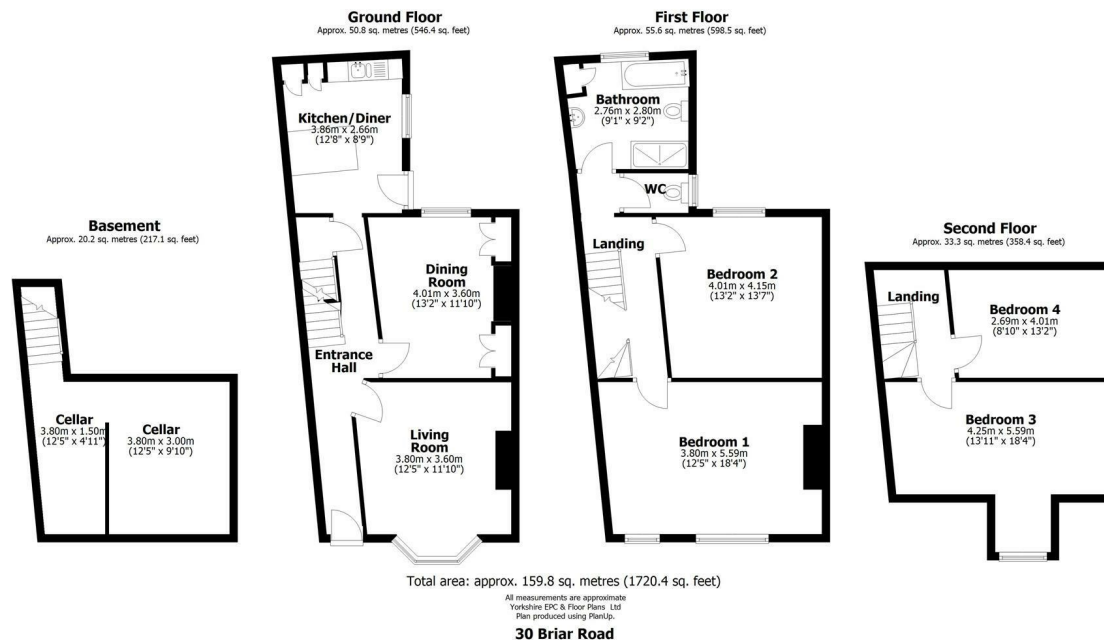 Ground Floor
Approx. 50.8 sq. metres (546.4 sq. feet)
Kitchen/Diner
3.86m x 2.66m
(12'8" x 8'9")
Dining
Room
4.01m x 3.60m
(13'2" x 11'10")
Entrance
Hall
Living
Room
3.80m x 3.60m
(12'5" x 11'10")
First Floor
Approx. 55.6 sq. metres (598.5 sq. feet)
Bathroom
2.76m x 2.80m
(9'1" x 9'2")
WC
Landing
Bedroom 2
4.01m x 4.15m
(13'2" x 13'7")
Bedroom 1
3.80m x 5.59m
(12'5" x 18'4")
Basement
Approx. 20.2 sq. metres (217.1 sq. feet)
Cellar
3.80m x 1.50m
(12'5" x 4'11")
Cellar
3.80m x 3.00m
(12'5" x 9'10")
Second Floor
Approx. 33.3 sq. metres (358.4 sq. feet)
Landing
Bedroom 4
2.69m x 4.01m
(8'10" x 13'2")
Bedroom 3
4.25m x 5.59m
(13'11" x 18'4")
Total area: approx. 159.8 sq. metres (1720.4 sq. feet)
All measurements are approximate
Yorkshire EPC & Floor Plans Ltd
Plan produced using PlanUp.
30 Briar Road